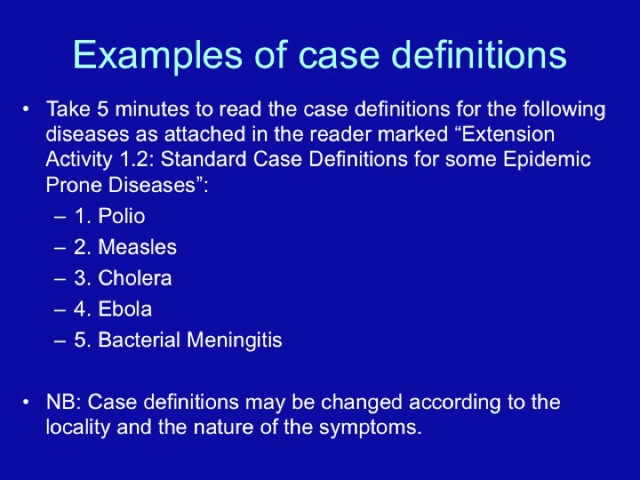 Examples of case definitions
• Take 5 minutes to read the case definitions for the following
diseases as attached in the reader marked “Extension
Activity 1.2: Standard Case Definitions for some Epidemic
Prone Diseases”:
– 1. Polio
– 2. Measles
– 3. Cholera
– 4. Ebola
– 5. Bacterial Meningitis
• NB: Case definitions may be changed according to the
locality and the nature of the symptoms.